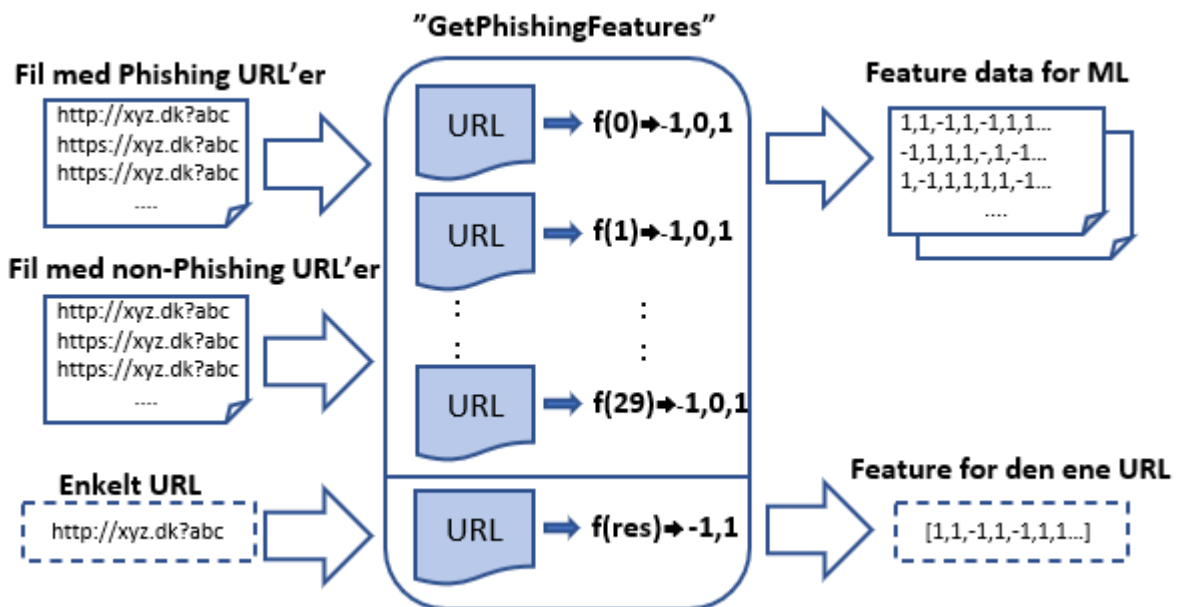 "GetPhishingFeatures"
Fil med Phishing URL'er
http://xyz.dk?abc
https://xyz.dk?abc
https://xyz.dk?abc
....
Fil med non-Phishing URL'er
http://xyz.dk?abc
https://xyz.dk?abc
https://xyz.dk?abc
....
Enkelt URL
http://xyz.dk?abc
URL f(0)→-1,0,1
URL f(1)→-1,0,1
: :
: :
URL f(29)→-1,0,1
URL f(res)→-1,1
Feature data for ML
1,1,-1,1,-1,1,1...
-1,1,1,1,-,1,-1...
1,-1,1,1,1,1,-1...
....
Feature for den ene URL
[1,1,-1,1,-1,1,1...]